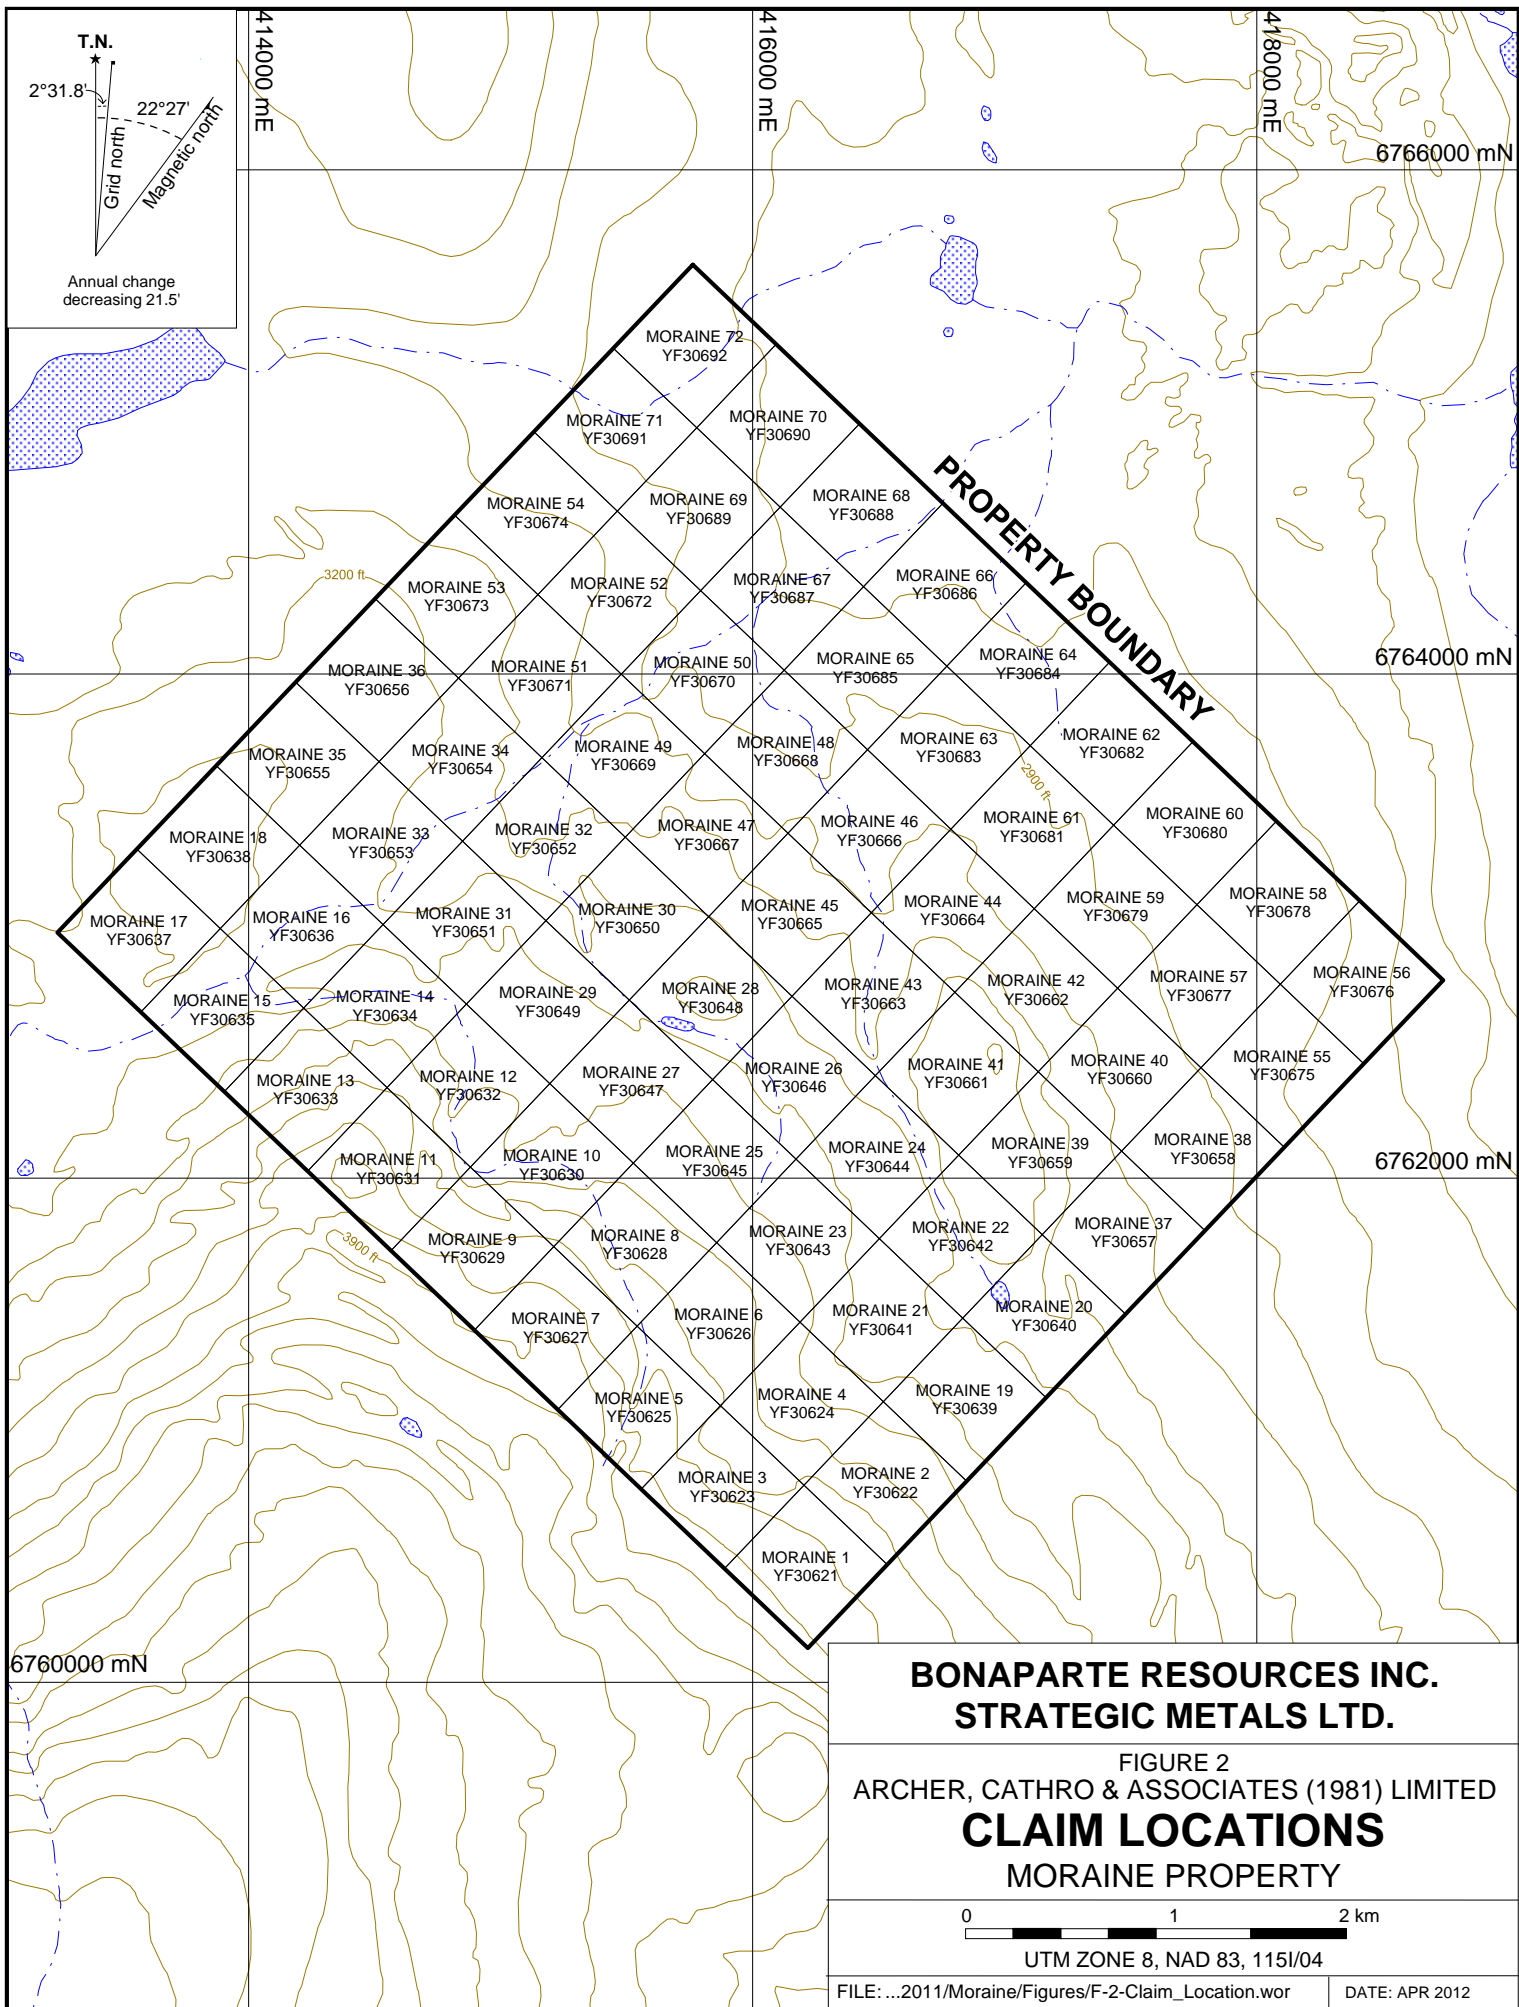 T.N.
2°31.8'
22°27'
Grid north
Magnetic north
Annual change
decreasing 21.5'
414000 mE
416000 mE
418000 mE
6766000 mN
6764000 mN
6762000 mN
6760000 mN
PROPERTY BOUNDARY
3200 ft
2900 ft
3900 ft
MORAINE 72
YF30692
MORAINE 71
YF30691
MORAINE 70
YF30690
MORAINE 54
YF30674
MORAINE 69
YF30689
MORAINE 68
YF30688
MORAINE 53
YF30673
MORAINE 52
YF30672
MORAINE 67
YF30687
MORAINE 66
YF30686
MORAINE 36
YF30656
MORAINE 51
YF30671
MORAINE 50
YF30670
MORAINE 65
YF30685
MORAINE 64
YF30684
MORAINE 35
YF30655
MORAINE 34
YF30654
MORAINE 49
YF30669
MORAINE 48
YF30668
MORAINE 63
YF30683
MORAINE 62
YF30682
MORAINE 18
YF30638
MORAINE 33
YF30653
MORAINE 32
YF30652
MORAINE 47
YF30667
MORAINE 46
YF30666
MORAINE 61
YF30681
MORAINE 60
YF30680
MORAINE 17
YF30637
MORAINE 16
YF30636
MORAINE 31
YF30651
MORAINE 30
YF30650
MORAINE 45
YF30665
MORAINE 44
YF30664
MORAINE 59
YF30679
MORAINE 58
YF30678
MORAINE 15
YF30635
MORAINE 14
YF30634
MORAINE 29
YF30649
MORAINE 28
YF30648
MORAINE 43
YF30663
MORAINE 42
YF30662
MORAINE 57
YF30677
MORAINE 56
YF30676
MORAINE 13
YF30633
MORAINE 12
YF30632
MORAINE 27
YF30647
MORAINE 26
YF30646
MORAINE 41
YF30661
MORAINE 40
YF30660
MORAINE 55
YF30675
MORAINE 11
YF30631
MORAINE 10
YF30630
MORAINE 25
YF30645
MORAINE 24
YF30644
MORAINE 39
YF30659
MORAINE 38
YF30658
MORAINE 9
YF30629
MORAINE 8
YF30628
MORAINE 23
YF30643
MORAINE 22
YF30642
MORAINE 37
YF30657
MORAINE 7
YF30627
MORAINE 6
YF30626
MORAINE 21
YF30641
MORAINE 20
YF30640
MORAINE 5
YF30625
MORAINE 4
YF30624
MORAINE 19
YF30639
MORAINE 3
YF30623
MORAINE 2
YF30622
MORAINE 1
YF30621
BONAPARTE RESOURCES INC.
STRATEGIC METALS LTD.
FIGURE 2
ARCHER, CATHRO & ASSOCIATES (1981) LIMITED
CLAIM LOCATIONS
MORAINE PROPERTY
0 1 2 km
UTM ZONE 8, NAD 83, 115I/04
FILE: ...2011/Moraine/Figures/F-2-Claim_Location.wor
DATE: APR 2012